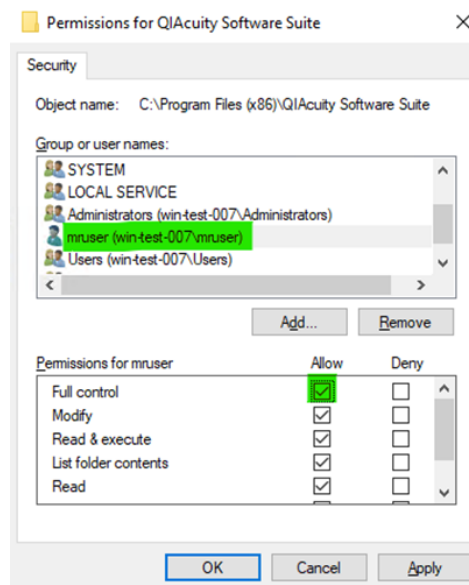 Permissions for QIAcuity Software Suite
Security
Object name: C:\Program Files (x86)\QIAcuity Software Suite
Group or user names:
SYSTEM
LOCAL SERVICE
Administrators (win-test-007\Administrators)
mruser (win-test-007\mruser)
Users (win-test-007\Users)
Add... Remove
Permissions for mruser Allow Deny
Full control
Modify
Read & execute
List folder contents
Read
OK Cancel Apply